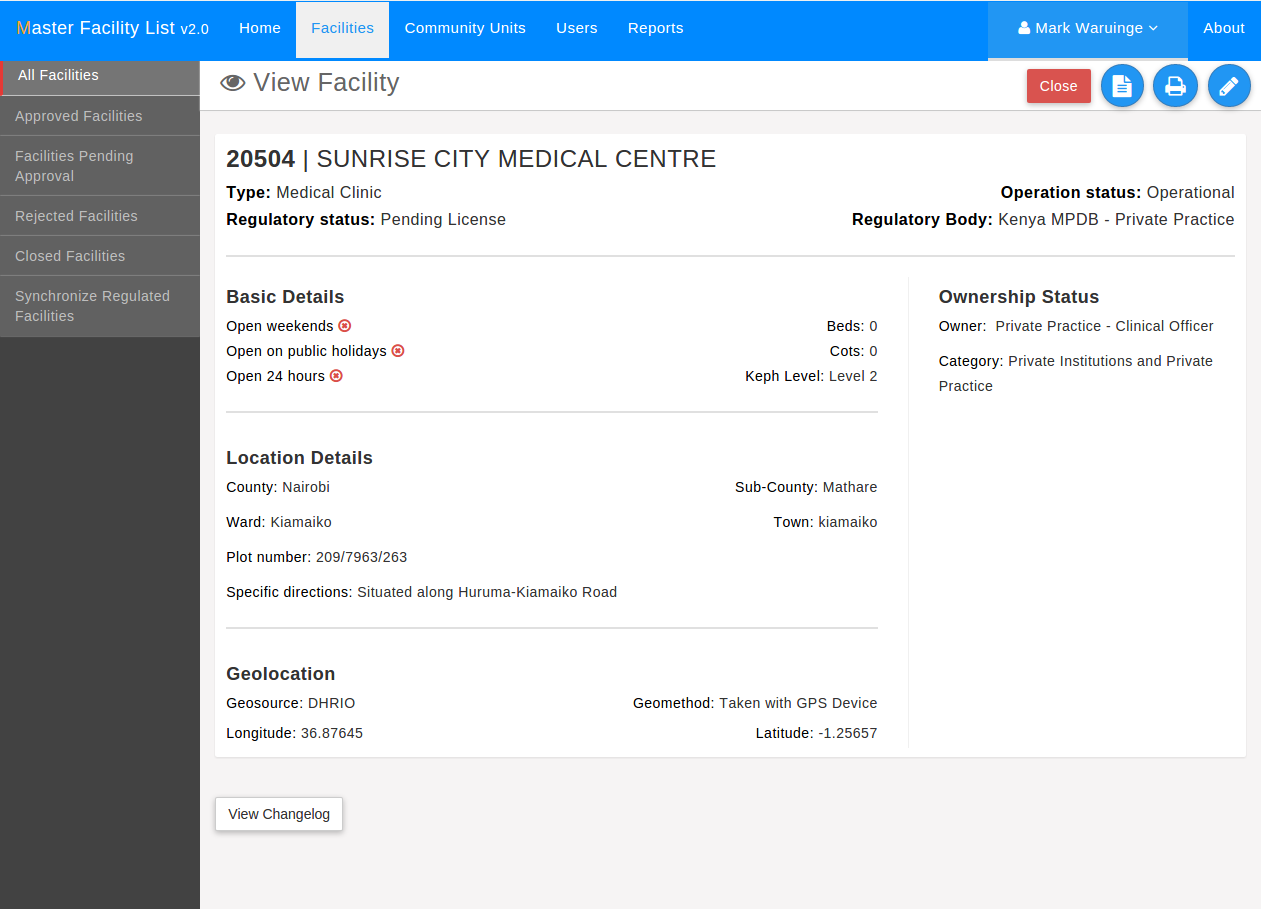 Master Facility List v2.0 Home Facilities Community Units Users Reports Mark Waruinge About
All Facilities
Approved Facilities
Facilities Pending
Approval
Rejected Facilities
Closed Facilities
Synchronize Regulated
Facilities
View Facility Close
20504 | SUNRISE CITY MEDICAL CENTRE
Type: Medical Clinic Operation status: Operational
Regulatory status: Pending License Regulatory Body: Kenya MPDB - Private Practice
Basic Details
Open weekends Beds: 0
Open on public holidays Cots: 0
Open 24 hours Keph Level: Level 2
Ownership Status
Owner: Private Practice - Clinical Officer
Category: Private Institutions and Private
Practice
Location Details
County: Nairobi Sub-County: Mathare
Ward: Kiamaiko Town: kiamaiko
Plot number: 209/7963/263
Specific directions: Situated along Huruma-Kiamaiko Road
Geolocation
Geosource: DHRIO Geomethod: Taken with GPS Device
Longitude: 36.87645 Latitude: -1.25657
View Changelog